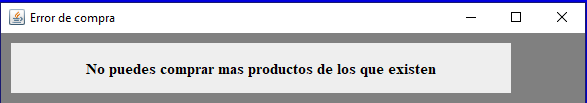 Error de compra
No puedes comprar mas productos de los que existen